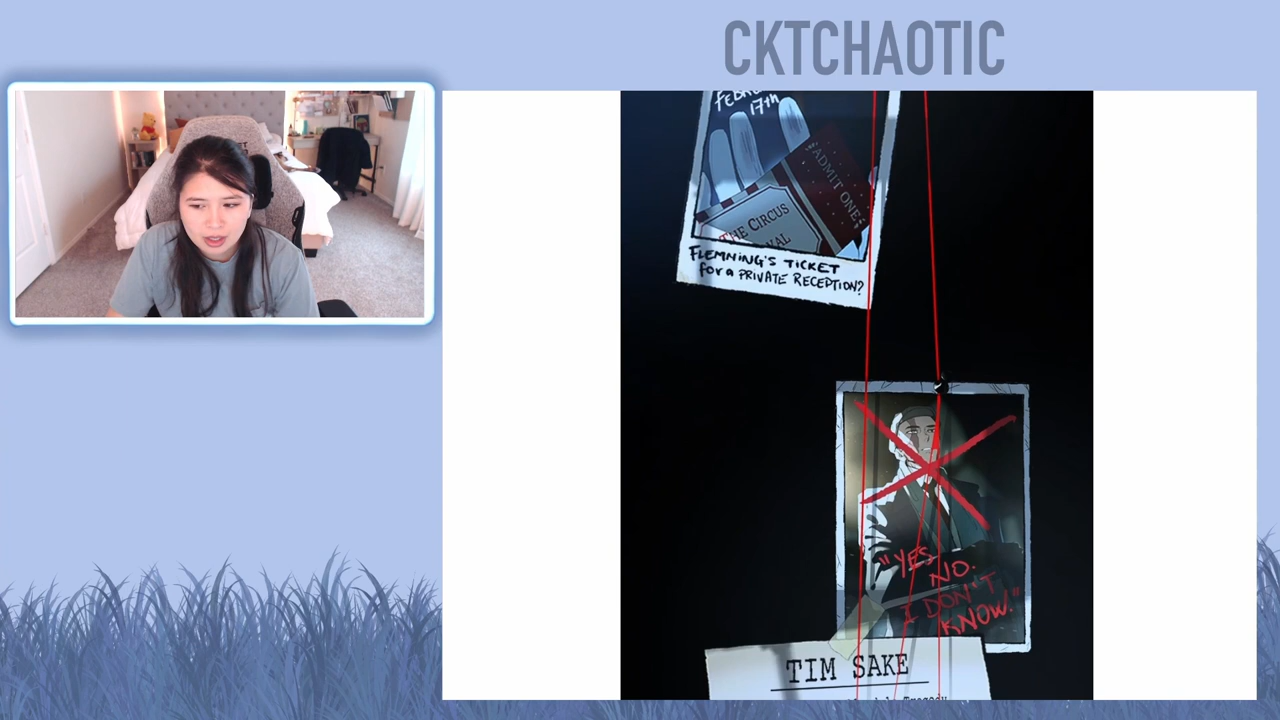 CKTCHAOTIC
17th
"ADMIT ONE"
THE CIRCUS
FLEMNING'S TICKET
for a PRIVATE RECEPTION?
"YES.
NO.
I DON'T
KNOW."
TIM SAKE